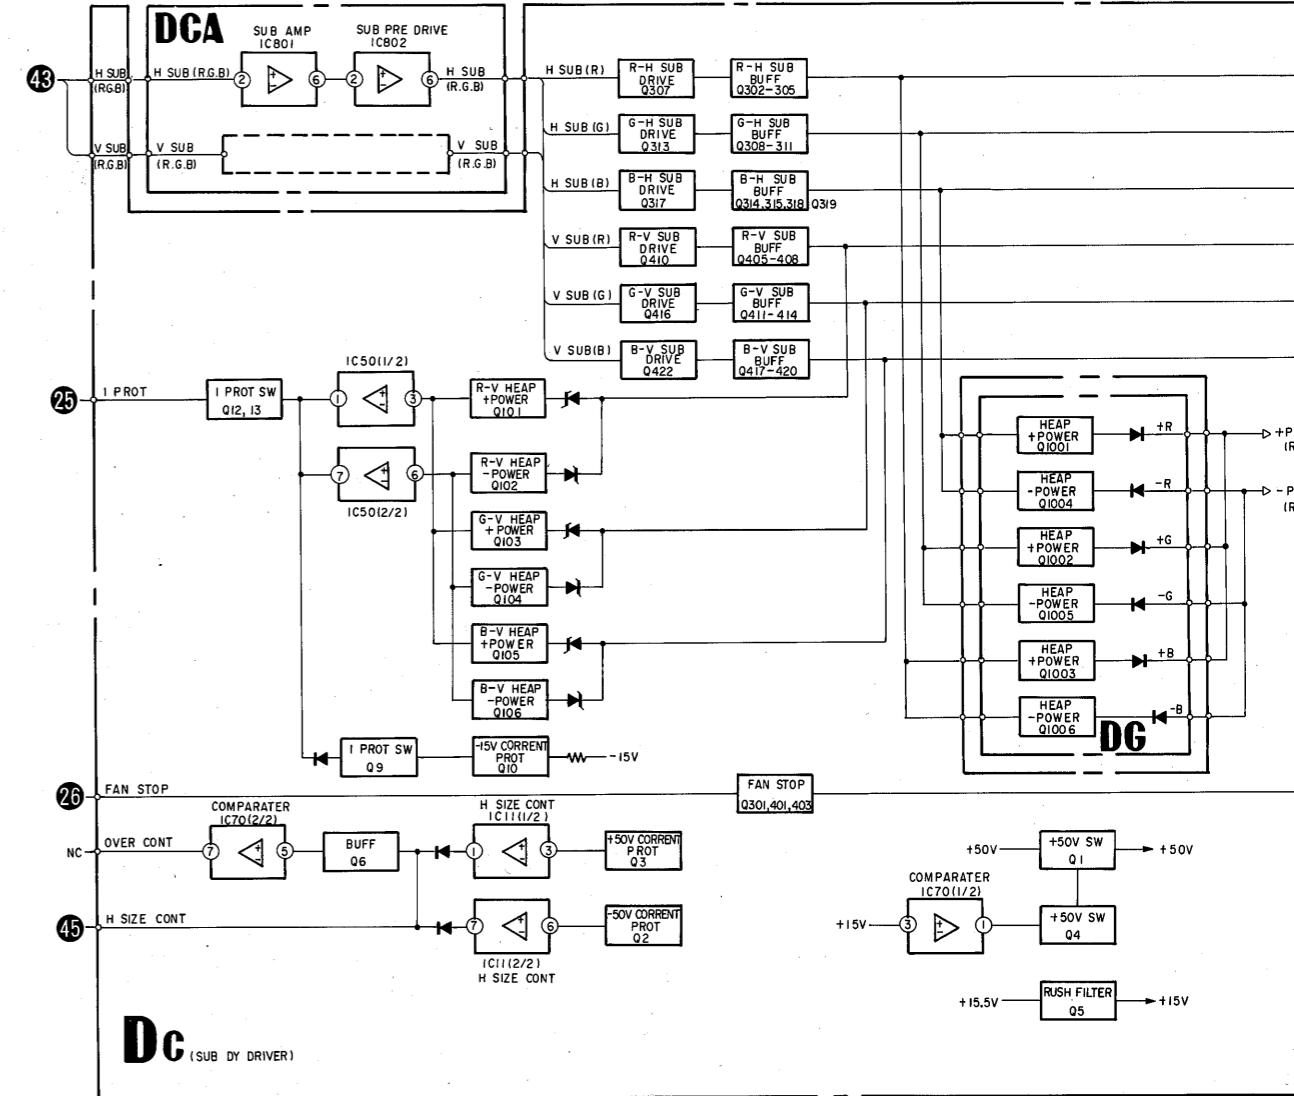 DCA
SUB AMP
IC801
SUB PRE DRIVE
IC802
43
H SUB
(RGB)
H SUB (R.G.B)
2
+
-
6
2
+
-
6
H SUB
(R.G.B)
V SUB
(R.G.B)
V SUB
(R.G.B)
V SUB
(R.G.B)
H SUB (R)
R-H SUB
DRIVE
Q307
R-H SUB
BUFF
Q302-305
H SUB (G)
G-H SUB
DRIVE
Q313
G-H SUB
BUFF
Q308-311
H SUB (B)
B-H SUB
DRIVE
Q317
B-H SUB
BUFF
Q314,315,318,Q319
V SUB (R)
R-V SUB
DRIVE
Q410
R-V SUB
BUFF
Q405-408
V SUB (G)
G-V SUB
DRIVE
Q416
G-V SUB
BUFF
Q411-414
V SUB(B)
B-V SUB
DRIVE
Q422
B-V SUB
BUFF
Q417-420
25
I PROT
I PROT SW
Q12, 13
IC50(1/2)
1
+
-
3
R-V HEAP
+POWER
Q101
7
+
-
6
IC50(2/2)
R-V HEAP
-POWER
Q102
G-V HEAP
+POWER
Q103
G-V HEAP
-POWER
Q104
B-V HEAP
+POWER
Q105
B-V HEAP
-POWER
Q106
HEAP
+POWER
Q1001
+R
+P
(R
HEAP
-POWER
Q1004
-R
-P
(R
HEAP
+POWER
Q1002
+G
HEAP
-POWER
Q1005
-G
HEAP
+POWER
Q1003
+B
HEAP
-POWER
Q1006
-B
DG
I PROT SW
Q9
-15V CORRENT
PROT
Q10
-15V
26
FAN STOP
FAN STOP
Q301,401,403
NC
OVER CONT
COMPARATER
IC70(2/2)
7
+
-
5
BUFF
Q6
H SIZE CONT
IC11(1/2)
1
+
-
3
+50V CORRENT
PROT
Q3
45
H SIZE CONT
7
+
-
6
IC11(2/2)
H SIZE CONT
-50V CORRENT
PROT
Q2
+50V
+50V SW
Q1
+50V
COMPARATER
IC70(1/2)
+15V
3
+
-
1
+50V SW
Q4
+15.5V
RUSH FILTER
Q5
+15V
Dc (SUB DY DRIVER)